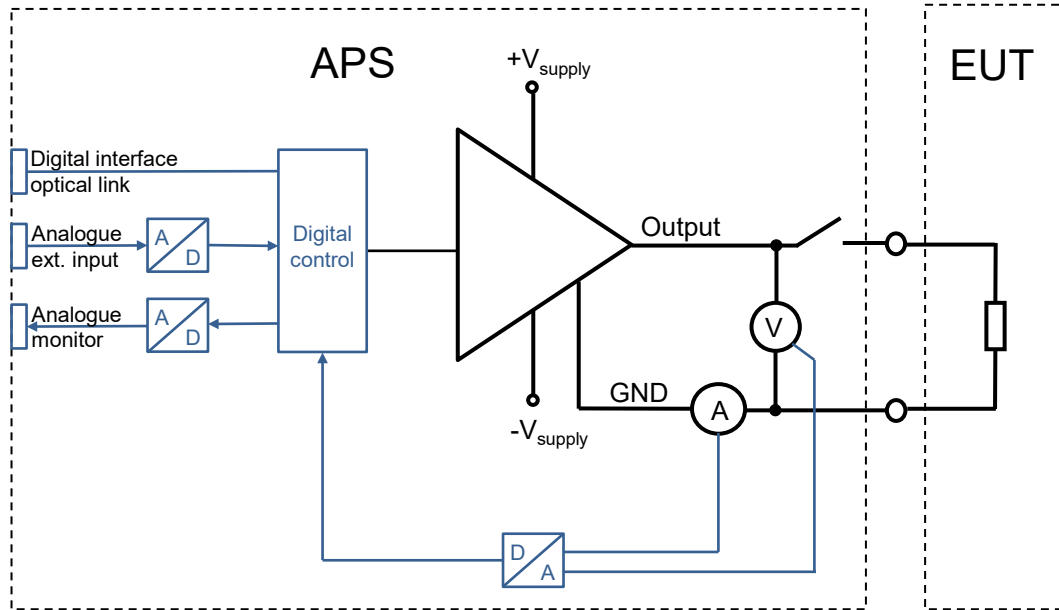 APS
EUT
+Vsupply
Digital interface
optical link
Analogue
ext. input
A
D
Digital
control
Output
Analogue
monitor
A
D
V
GND
A
-Vsupply
D
A